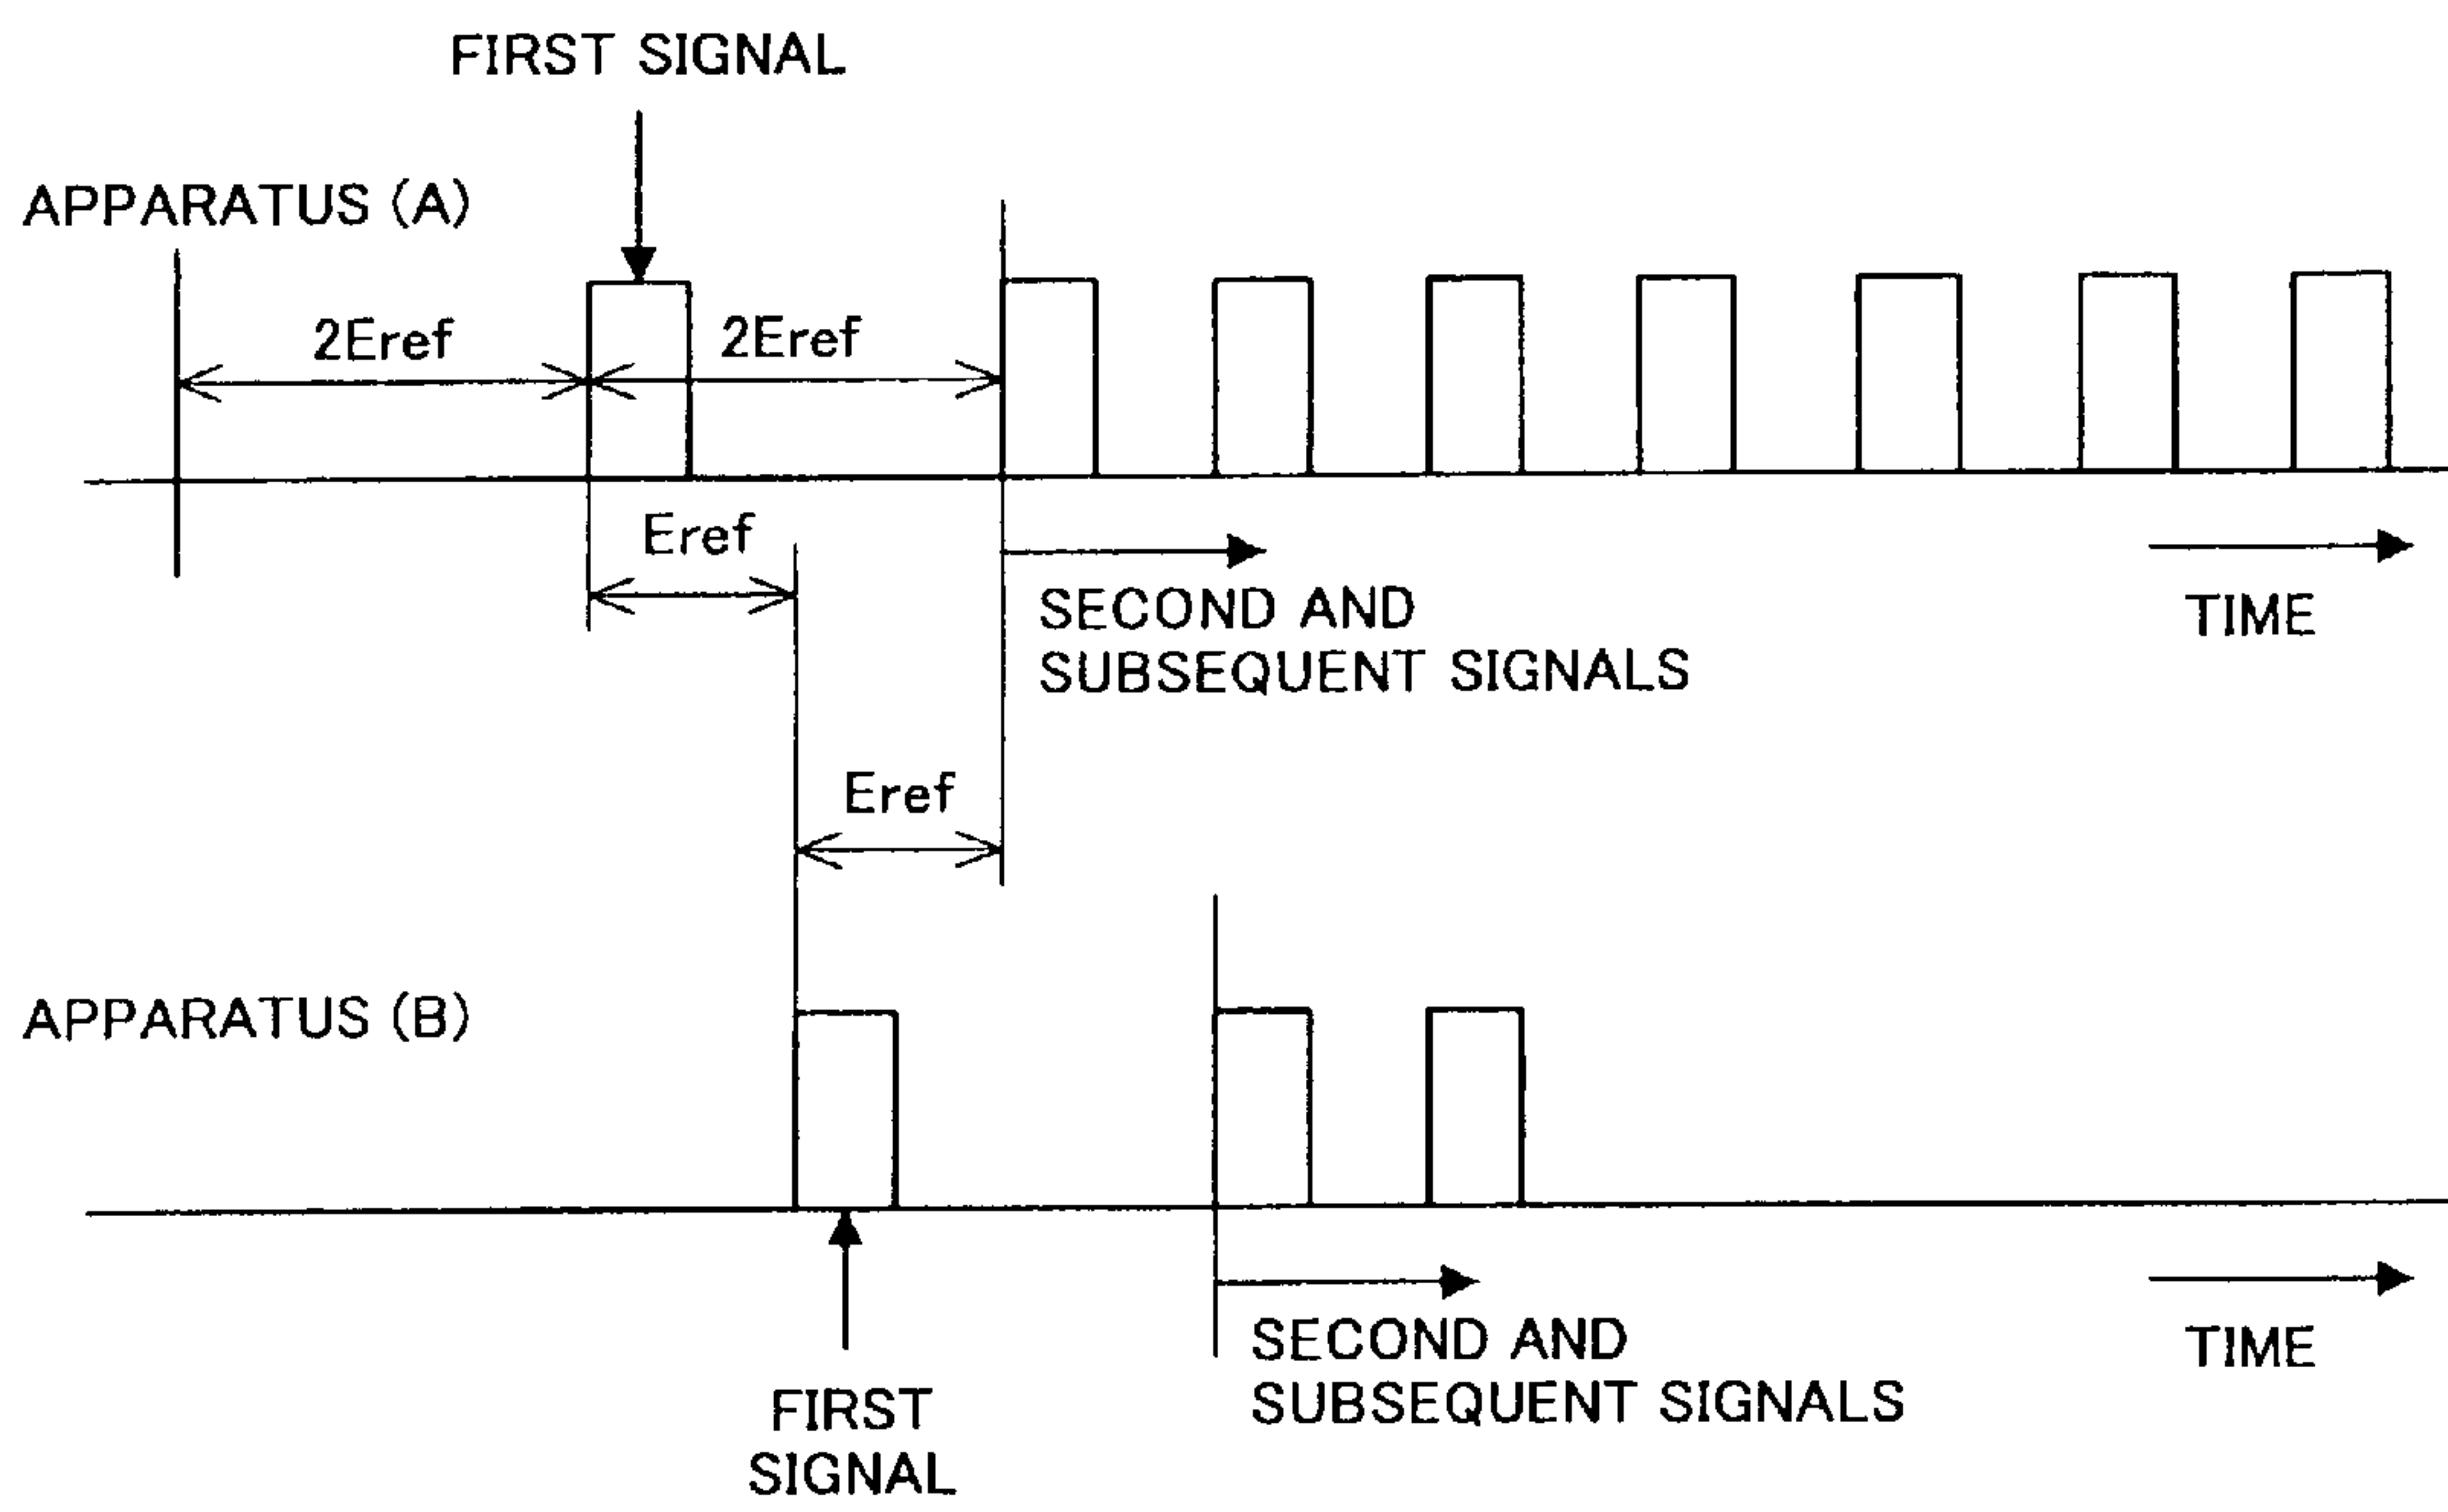 FIRST SIGNAL
APPARATUS (A)
2Eref
2Eref
Eref
SECOND AND
SUBSEQUENT SIGNALS
TIME
Eref
APPARATUS (B)
FIRST
SIGNAL
SECOND AND
SUBSEQUENT SIGNALS
TIME